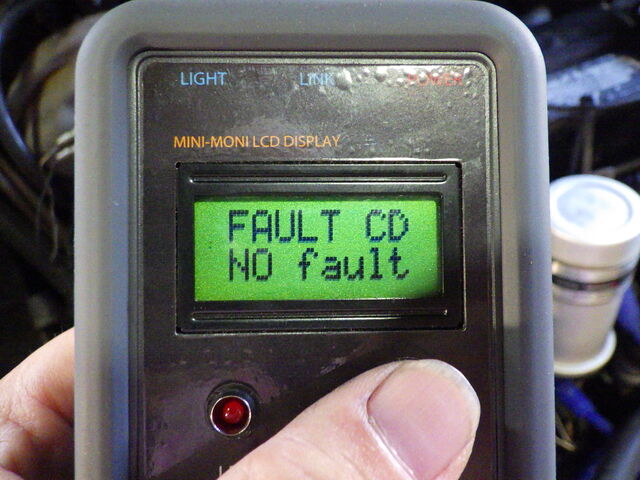 LIGHT LINK POWER
MINI-MONI LCD DISPLAY
FAULT CD
NO fault